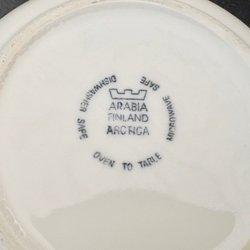 ARABIA
FINLAND
ARCTICA
DISHWASHER SAFE
OVEN TO TABLE
MICROWAVE SAFE